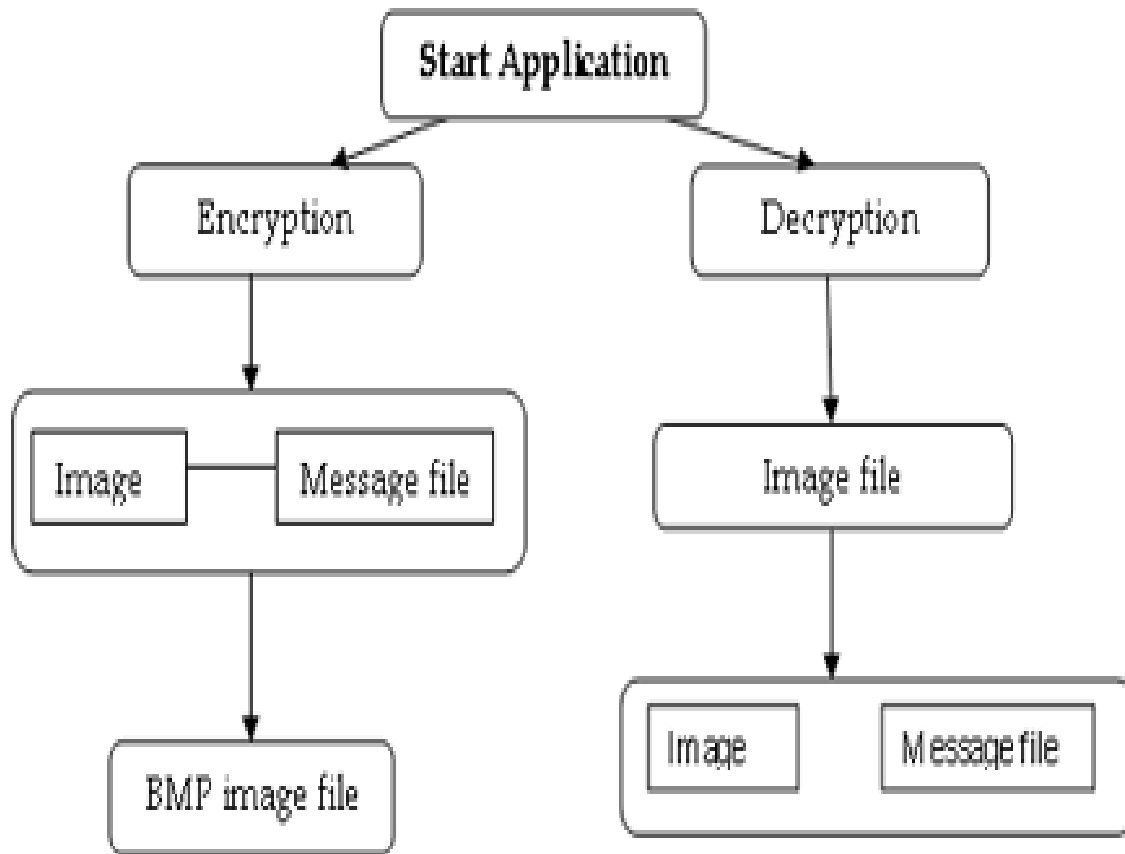 Start Application
Encryption
Decryption
Image
Message file
Image file
BMP image file
Image
Message file